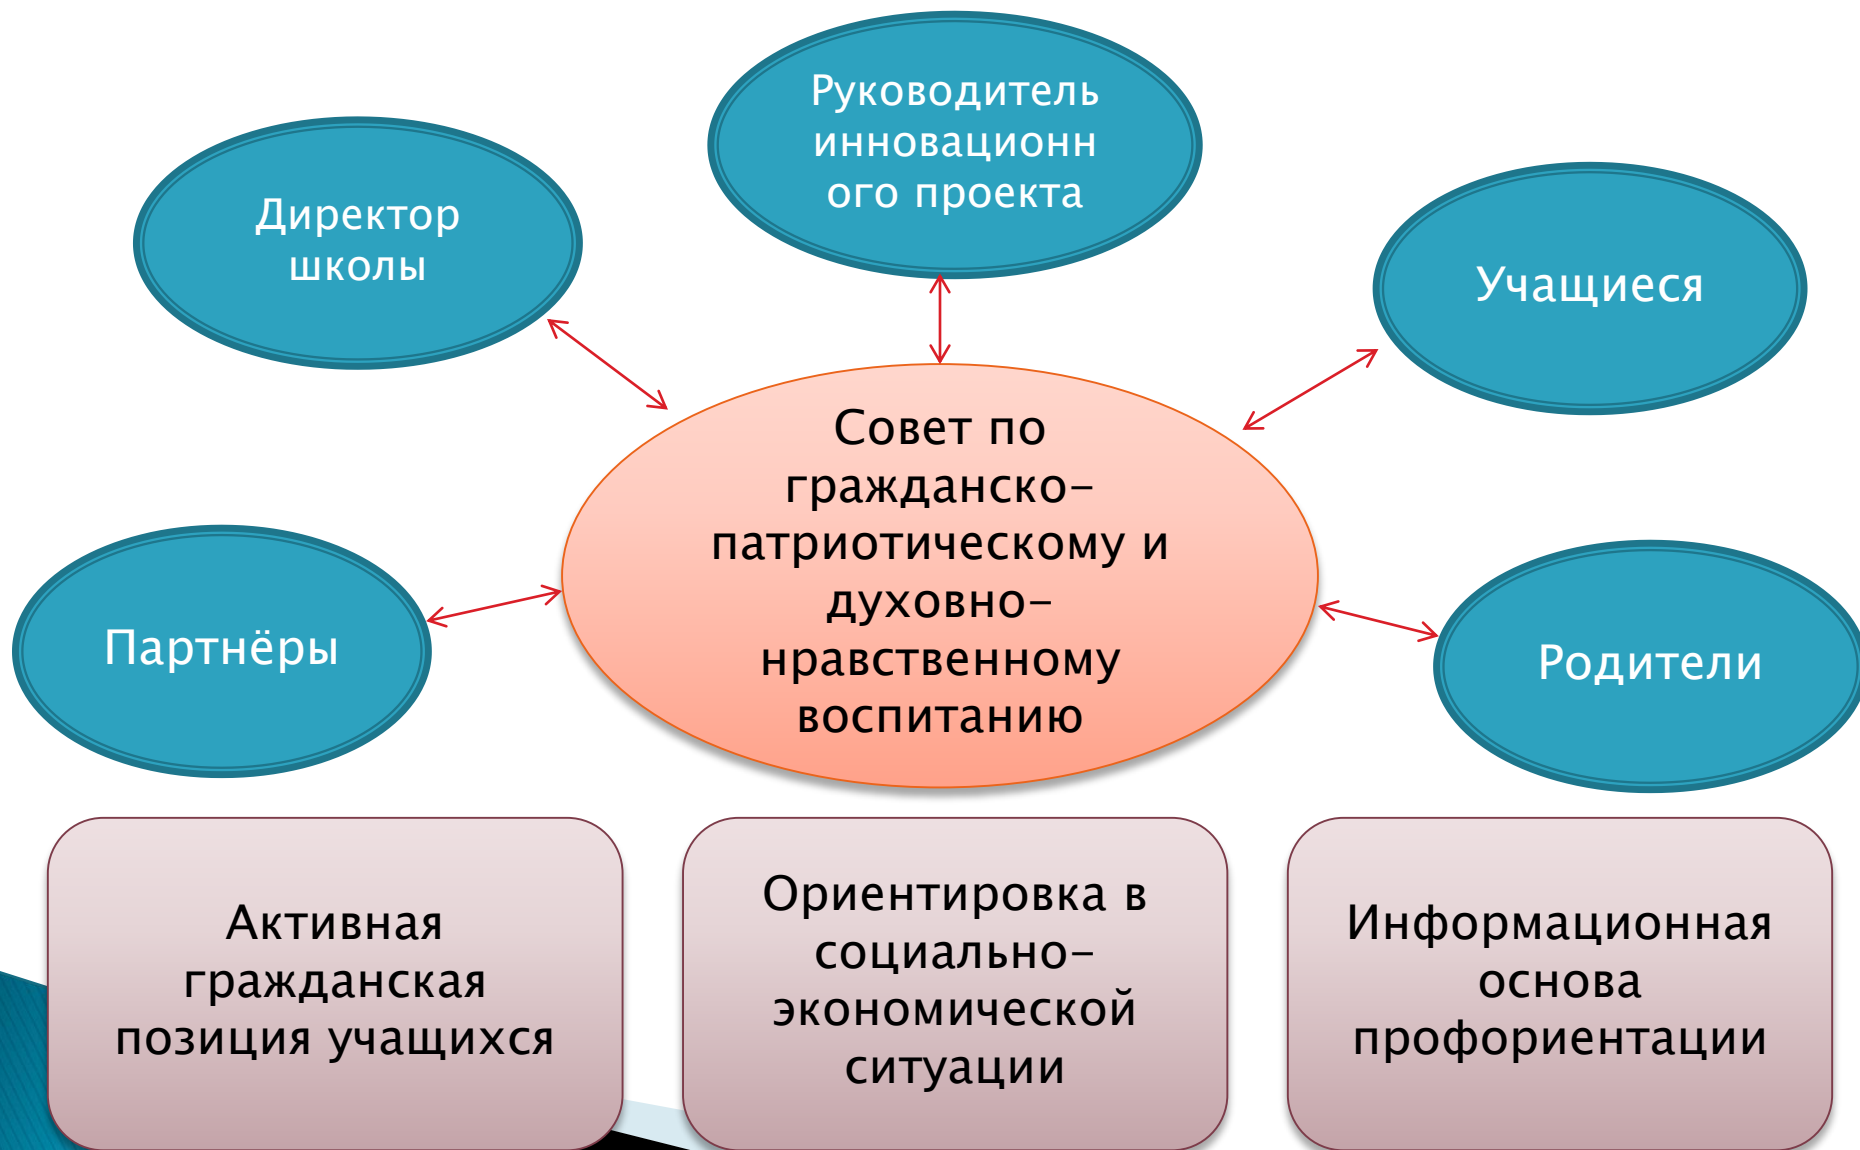 Руководитель
инновационн
ого проекта
Директор
школы
Учащиеся
Совет по
гражданско-
патриотическому и
духовно-
нравственному
воспитанию
Партнёры
Родители
Активная
гражданская
позиция учащихся
Ориентировка в
социально-
экономической
ситуации
Информационная
основа
профориентации